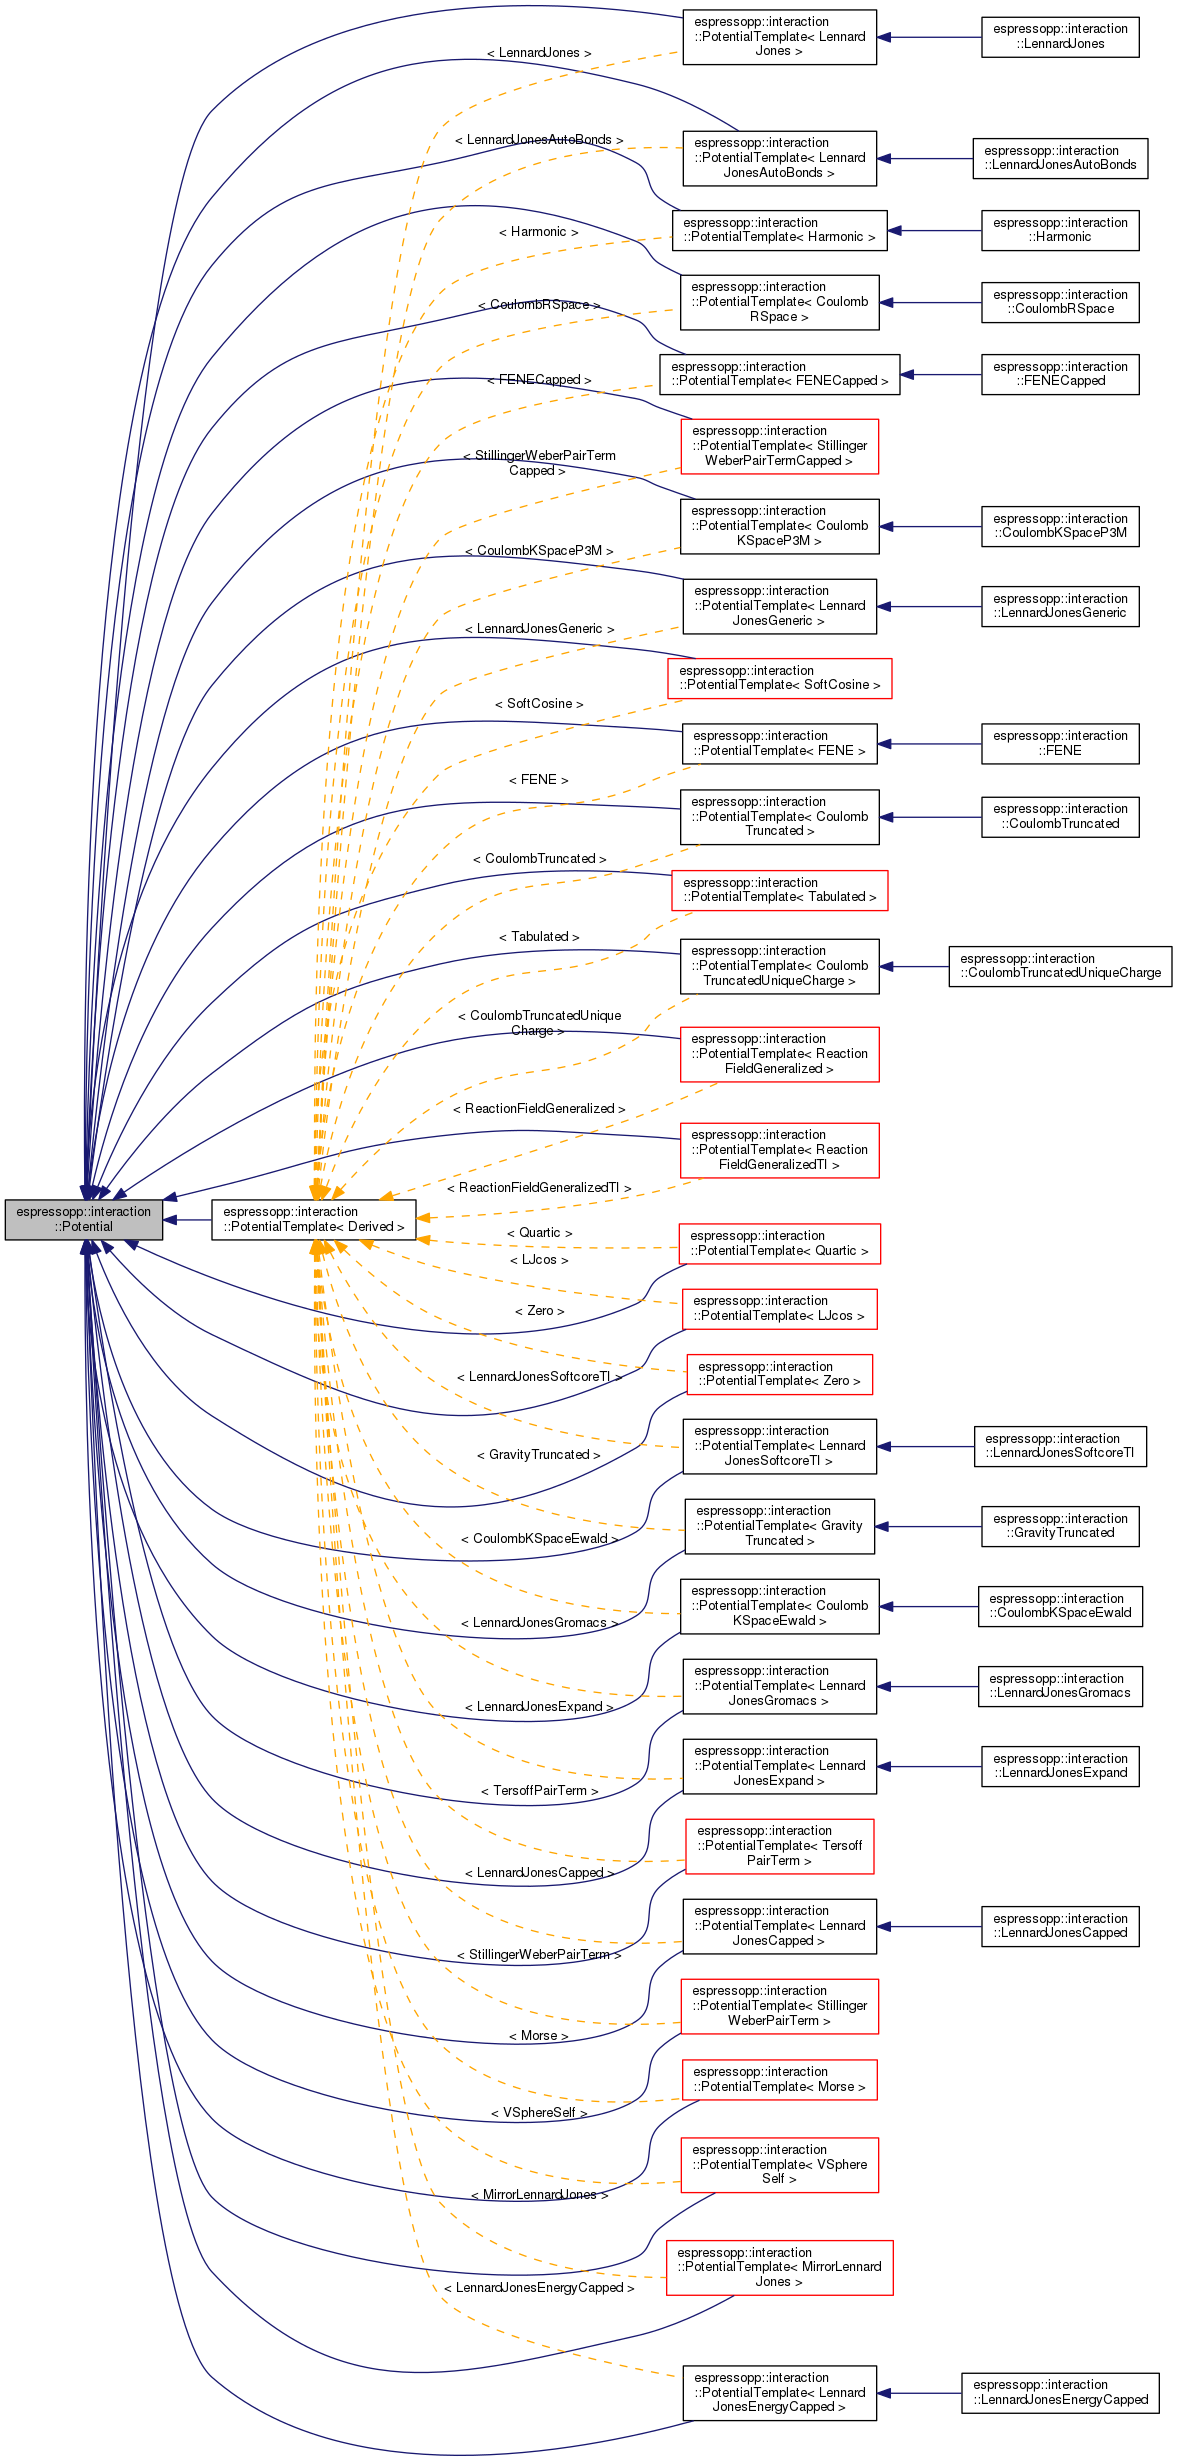 espressopp::interaction
::Potential
espressopp::interaction
::PotentialTemplate< Derived >
espressopp::interaction
::PotentialTemplate< Lennard
Jones >
espressopp::interaction
::LennardJones
< LennardJones >
espressopp::interaction
::PotentialTemplate< Lennard
JonesAutoBonds >
espressopp::interaction
::LennardJonesAutoBonds
< LennardJonesAutoBonds >
espressopp::interaction
::PotentialTemplate< Harmonic >
espressopp::interaction
::Harmonic
< Harmonic >
espressopp::interaction
::PotentialTemplate< Coulomb
RSpace >
espressopp::interaction
::CoulombRSpace
< CoulombRSpace >
espressopp::interaction
::PotentialTemplate< FENECapped >
espressopp::interaction
::FENECapped
< FENECapped >
espressopp::interaction
::PotentialTemplate< Stillinger
WeberPairTermCapped >
< StillingerWeberPairTerm
Capped >
espressopp::interaction
::PotentialTemplate< Coulomb
KSpaceP3M >
espressopp::interaction
::CoulombKSpaceP3M
< CoulombKSpaceP3M >
espressopp::interaction
::PotentialTemplate< Lennard
JonesGeneric >
espressopp::interaction
::LennardJonesGeneric
< LennardJonesGeneric >
espressopp::interaction
::PotentialTemplate< SoftCosine >
< SoftCosine >
espressopp::interaction
::PotentialTemplate< FENE >
espressopp::interaction
::FENE
< FENE >
espressopp::interaction
::PotentialTemplate< Coulomb
Truncated >
espressopp::interaction
::CoulombTruncated
< CoulombTruncated >
espressopp::interaction
::PotentialTemplate< Tabulated >
< Tabulated >
espressopp::interaction
::PotentialTemplate< Coulomb
TruncatedUniqueCharge >
espressopp::interaction
::CoulombTruncatedUniqueCharge
< CoulombTruncatedUnique
Charge >
espressopp::interaction
::PotentialTemplate< Reaction
FieldGeneralized >
< ReactionFieldGeneralized >
espressopp::interaction
::PotentialTemplate< Reaction
FieldGeneralizedTI >
< ReactionFieldGeneralizedTI >
espressopp::interaction
::PotentialTemplate< Quartic >
< Quartic >
espressopp::interaction
::PotentialTemplate< LJcos >
< LJcos >
espressopp::interaction
::PotentialTemplate< Zero >
< Zero >
espressopp::interaction
::PotentialTemplate< Lennard
JonesSoftcoreTI >
espressopp::interaction
::LennardJonesSoftcoreTI
< LennardJonesSoftcoreTI >
espressopp::interaction
::PotentialTemplate< Gravity
Truncated >
espressopp::interaction
::GravityTruncated
< GravityTruncated >
espressopp::interaction
::PotentialTemplate< Coulomb
KSpaceEwald >
espressopp::interaction
::CoulombKSpaceEwald
< CoulombKSpaceEwald >
espressopp::interaction
::PotentialTemplate< Lennard
JonesGromacs >
espressopp::interaction
::LennardJonesGromacs
< LennardJonesGromacs >
espressopp::interaction
::PotentialTemplate< Lennard
JonesExpand >
espressopp::interaction
::LennardJonesExpand
< LennardJonesExpand >
espressopp::interaction
::PotentialTemplate< Tersoff
PairTerm >
< TersoffPairTerm >
espressopp::interaction
::PotentialTemplate< Lennard
JonesCapped >
espressopp::interaction
::LennardJonesCapped
< LennardJonesCapped >
espressopp::interaction
::PotentialTemplate< Stillinger
WeberPairTerm >
< StillingerWeberPairTerm >
espressopp::interaction
::PotentialTemplate< Morse >
< Morse >
espressopp::interaction
::PotentialTemplate< VSphere
Self >
< VSphereSelf >
espressopp::interaction
::PotentialTemplate< MirrorLennard
Jones >
< MirrorLennardJones >
espressopp::interaction
::PotentialTemplate< Lennard
JonesEnergyCapped >
espressopp::interaction
::LennardJonesEnergyCapped
< LennardJonesEnergyCapped >